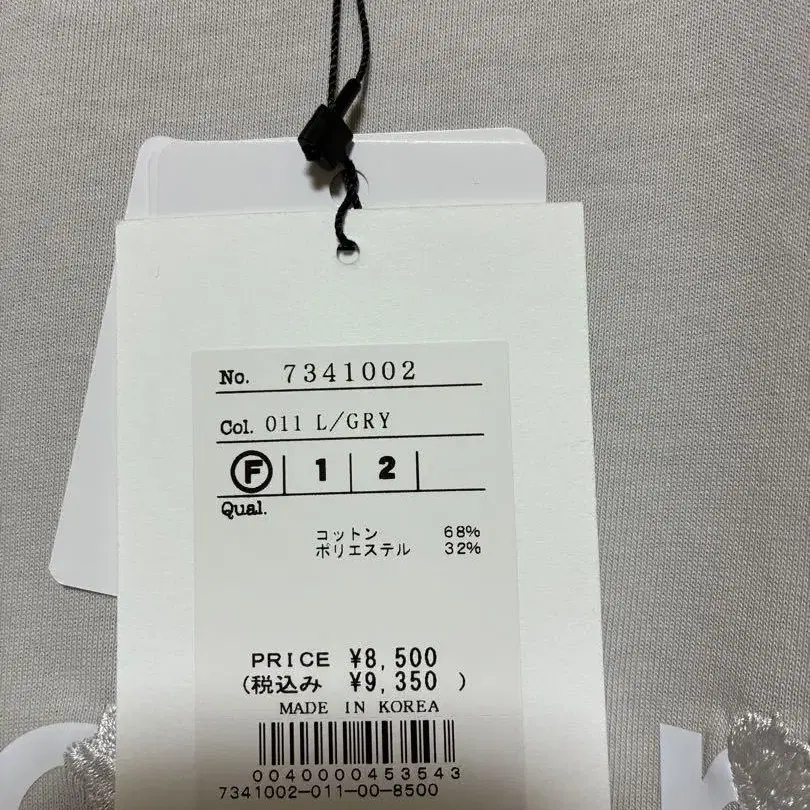 No. 7341002
Col. 011 L/GRY
F 1 2
Qual.
コットン 68%
ポリエステル 32%
PRICE ¥8,500
(税込み ¥9,350 )
MADE IN KOREA
0040000453543
7341002-011-00-8500